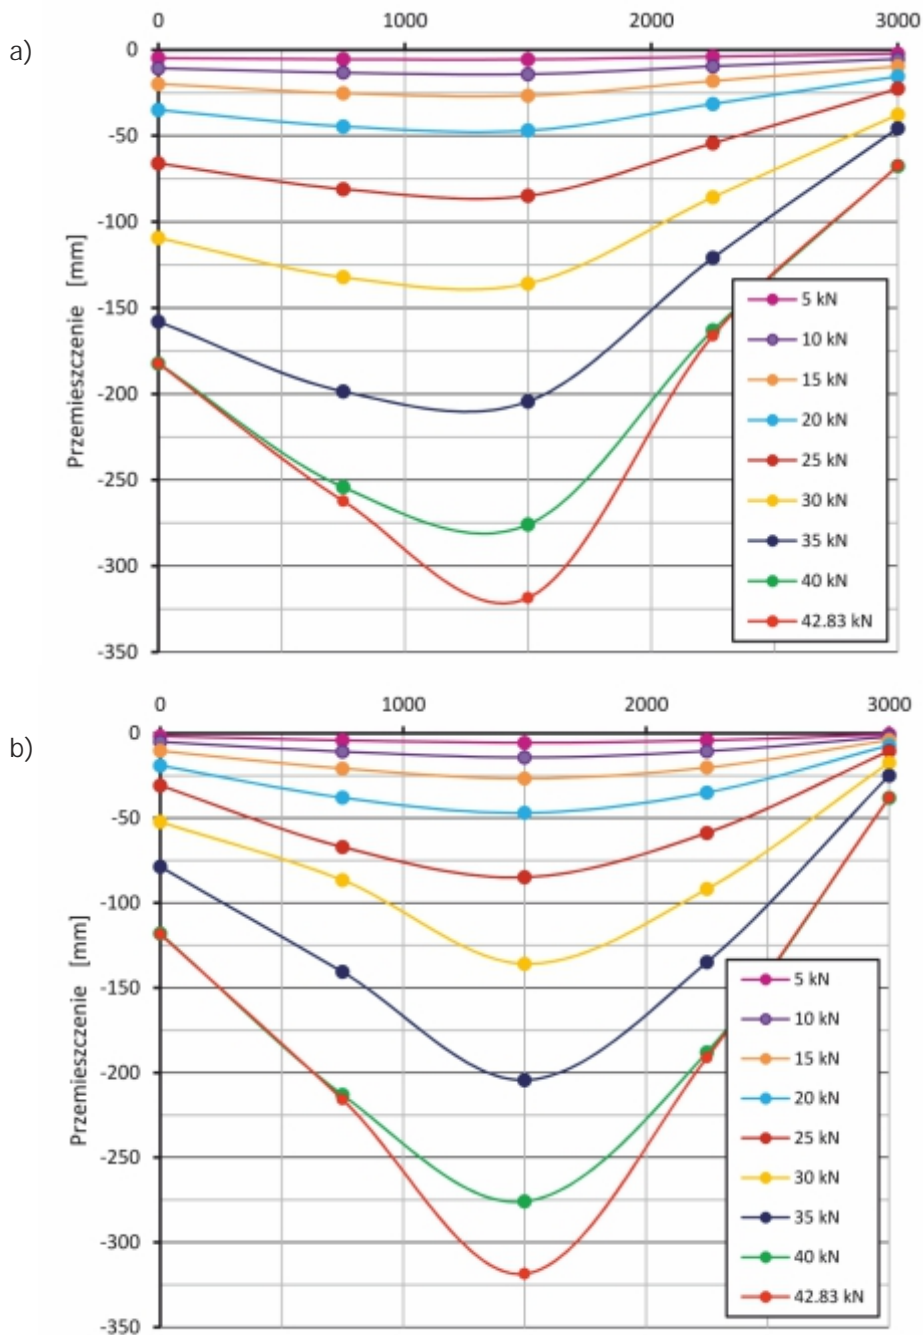 a)
0 1000 2000 3000
0
-50
-100
-150
-200
-250
-300
-350
Przemieszczenie [mm]
5 kN
10 kN
15 kN
20 kN
25 kN
30 kN
35 kN
40 kN
42.83 kN
b)
0 1000 2000 3000
0
-50
-100
-150
-200
-250
-300
-350
Przemieszczenie [mm]
5 kN
10 kN
15 kN
20 kN
25 kN
30 kN
35 kN
40 kN
42.83 kN